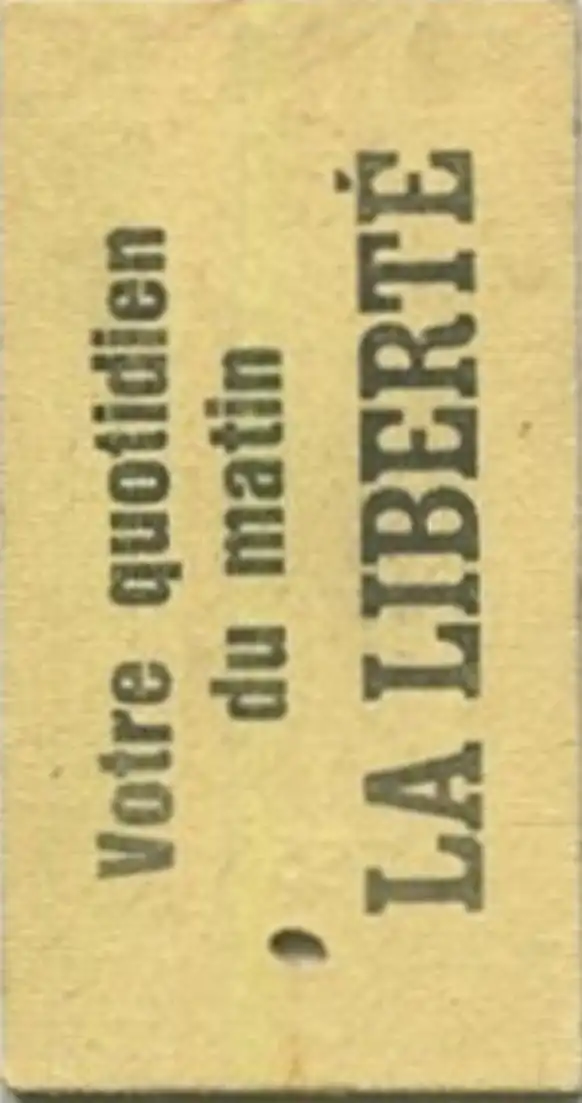 Votre quotidien
du matin
LA LIBERTÉ